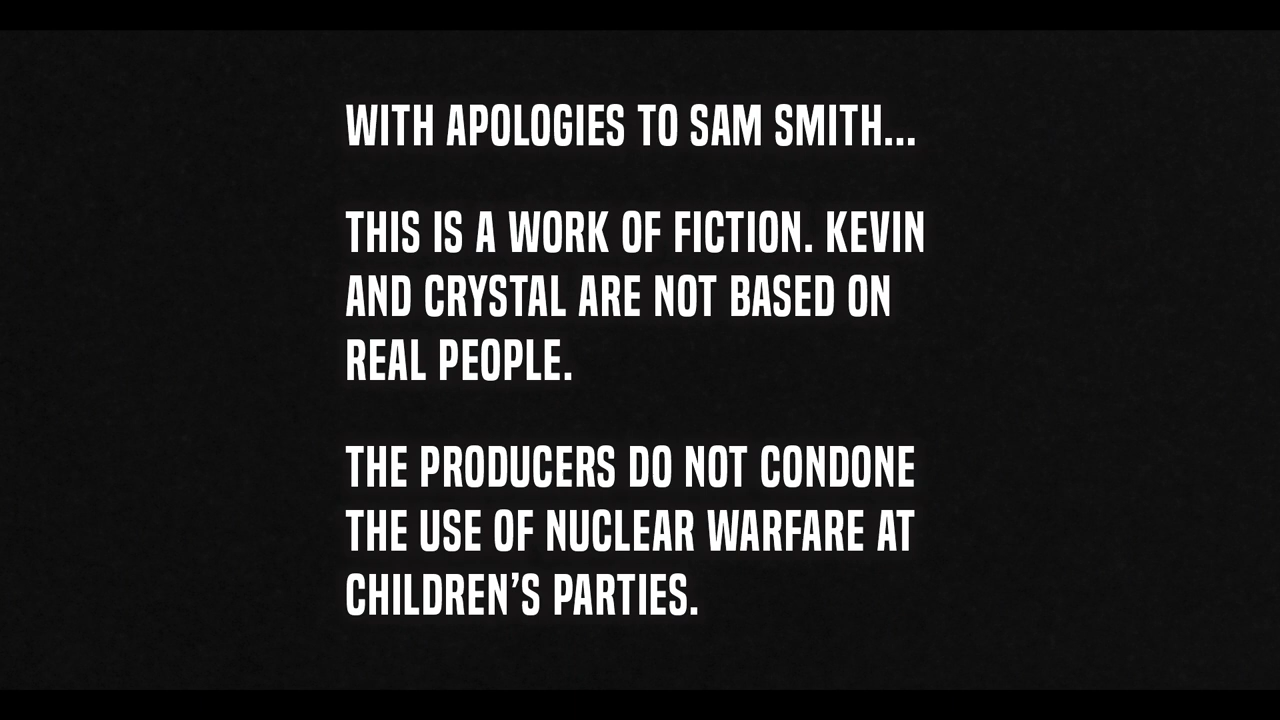 WITH APOLOGIES TO SAM SMITH...
THIS IS A WORK OF FICTION. KEVIN
AND CRYSTAL ARE NOT BASED ON
REAL PEOPLE.
THE PRODUCERS DO NOT CONDONE
THE USE OF NUCLEAR WARFARE AT
CHILDREN’S PARTIES.